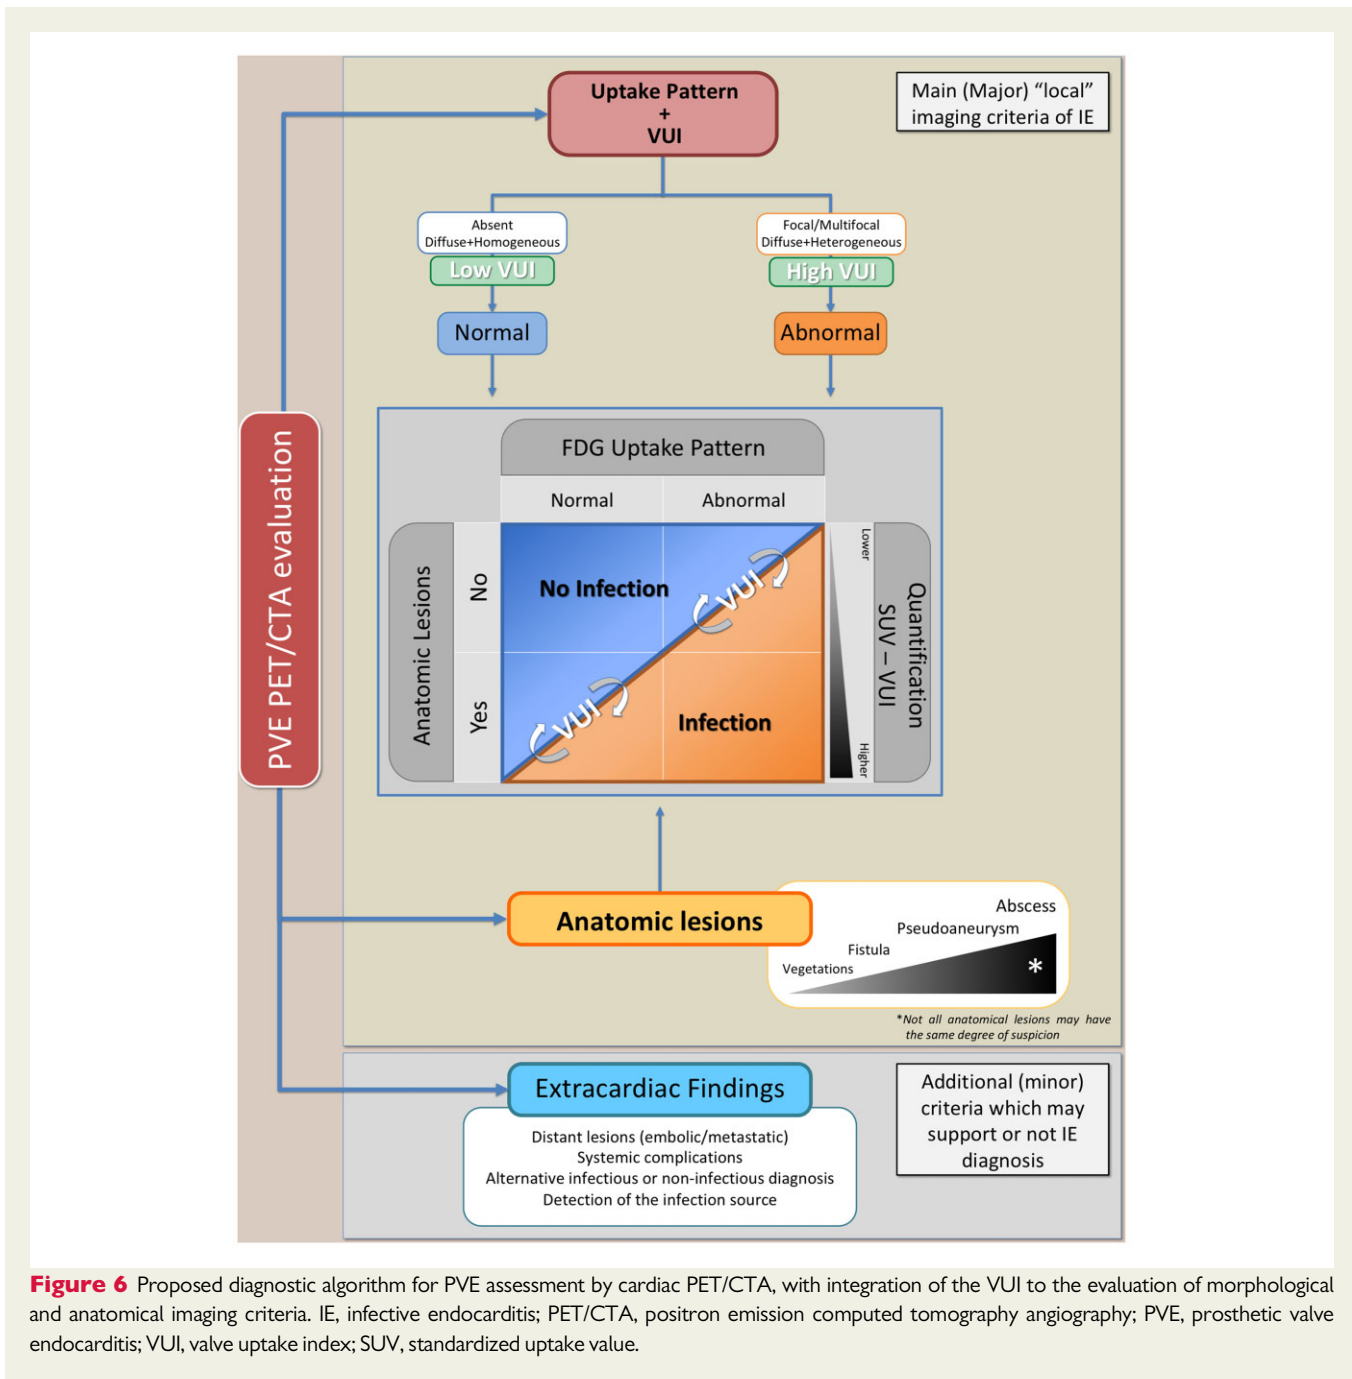 Uptake Pattern
+
VUI
Main (Major) “local”
imaging criteria of IE
Absent
Diffuse+Homogeneous
Low VUI
Normal
Focal/Multifocal
Diffuse+Heterogeneous
High VUI
Abnormal
PVE PET/CTA evaluation
FDG Uptake Pattern
Normal
Abnormal
Anatomic Lesions
No
Yes
No Infection
VUI
VUI
Infection
Lower
Higher
Quantification
SUV – VUI
Anatomic lesions
Abscess
Pseudoaneurysm
Fistula
Vegetations
*
*Not all anatomical lesions may have
the same degree of suspicion
Extracardiac Findings
Distant lesions (embolic/metastatic)
Systemic complications
Alternative infectious or non-infectious diagnosis
Detection of the infection source
Additional (minor)
criteria which may
support or not IE
diagnosis
Figure 6 Proposed diagnostic algorithm for PVE assessment by cardiac PET/CTA, with integration of the VUI to the evaluation of morphological
and anatomical imaging criteria. IE, infective endocarditis; PET/CTA, positron emission computed tomography angiography; PVE, prosthetic valve
endocarditis; VUI, valve uptake index; SUV, standardized uptake value.